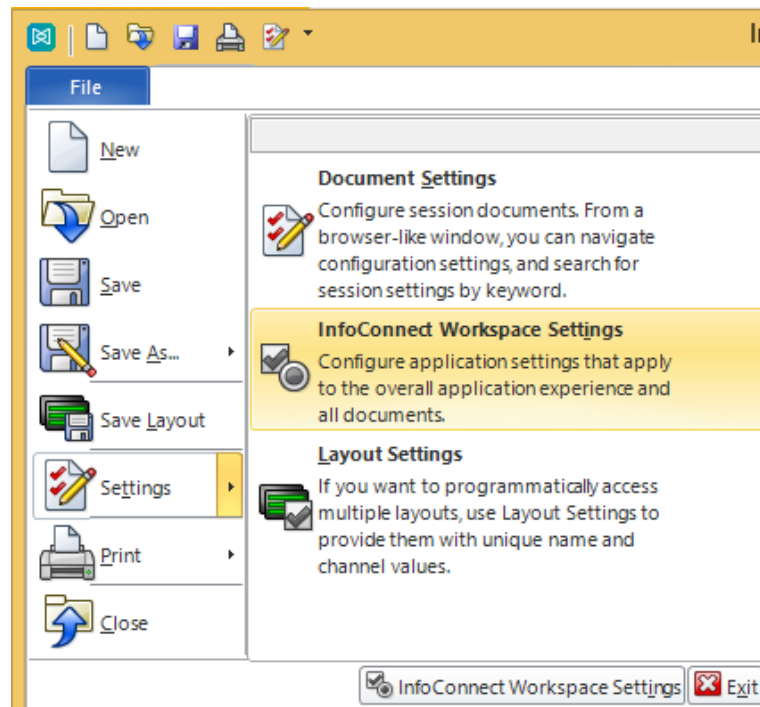 In
File
New
Open
Save
Save As...
Save Layout
Settings
Print
Close
Document Settings
Configure session documents. From a
browser-like window, you can navigate
configuration settings, and search for
session settings by keyword.
InfoConnect Workspace Settings
Configure application settings that apply
to the overall application experience and
all documents.
Layout Settings
If you want to programmatically access
multiple layouts, use Layout Settings to
provide them with unique name and
channel values.
InfoConnect Workspace Settings
Exit